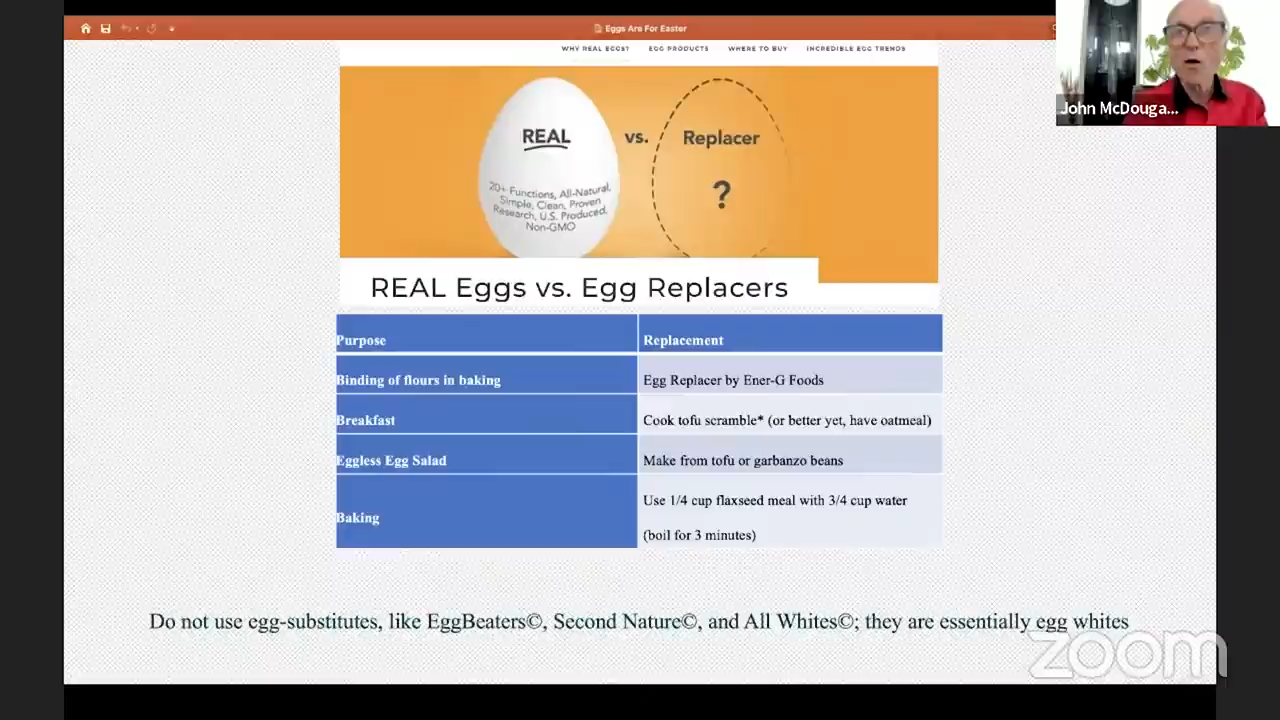 Eggs Are For Easter
John McDouga...
WHY REAL EGGS? EGG PRODUCTS WHERE TO BUY INCREDIBLE EGG TRENDS
REAL vs. Replacer
20+ Functions, All-Natural,
Simple, Clean, Proven
Research, U.S. Produced,
Non-GMO
?
REAL Eggs vs. Egg Replacers
Purpose Replacement
Binding of flours in baking Egg Replacer by Ener-G Foods
Breakfast Cook tofu scramble* (or better yet, have oatmeal)
Eggless Egg Salad Make from tofu or garbanzo beans
Baking Use 1/4 cup flaxseed meal with 3/4 cup water
(boil for 3 minutes)
Do not use egg-substitutes, like EggBeaters©, Second Nature©, and All Whites©; they are essentially egg whites
zoom